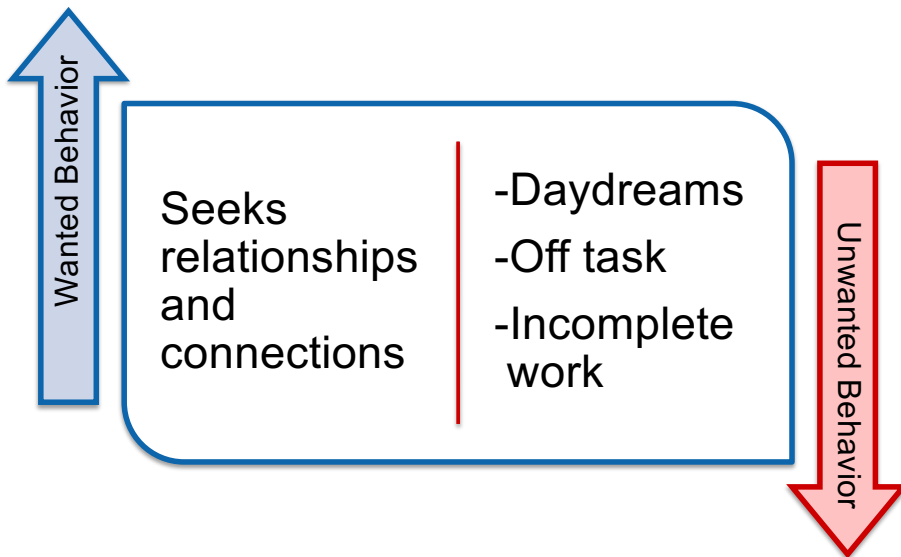 Wanted Behavior
Seeks
relationships
and
connections
-Daydreams
-Off task
-Incomplete
work
Unwanted Behavior